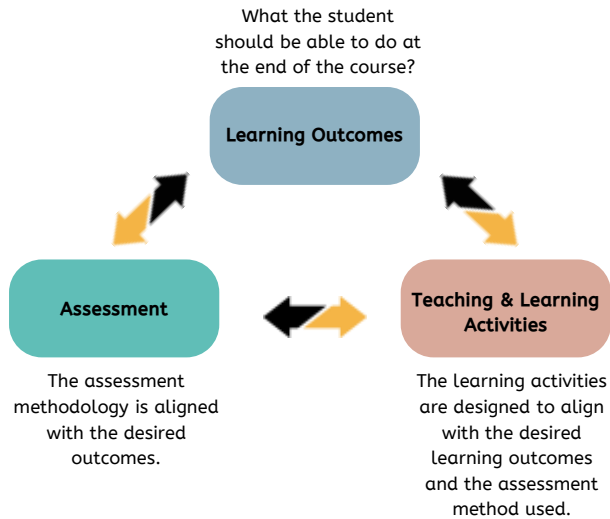 What the student
should be able to do at
the end of the course?
Learning Outcomes
Assessment
Teaching & Learning
Activities
The assessment
methodology is aligned
with the desired
outcomes.
The learning activities
are designed to align
with the desired
learning outcomes
and the assessment
method used.